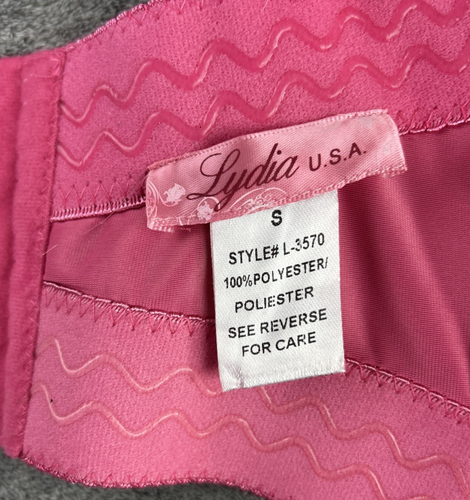 Lydia U.S.A.
S
STYLE# L-3570
100%POLYESTER/
POLIESTER
SEE REVERSE
FOR CARE